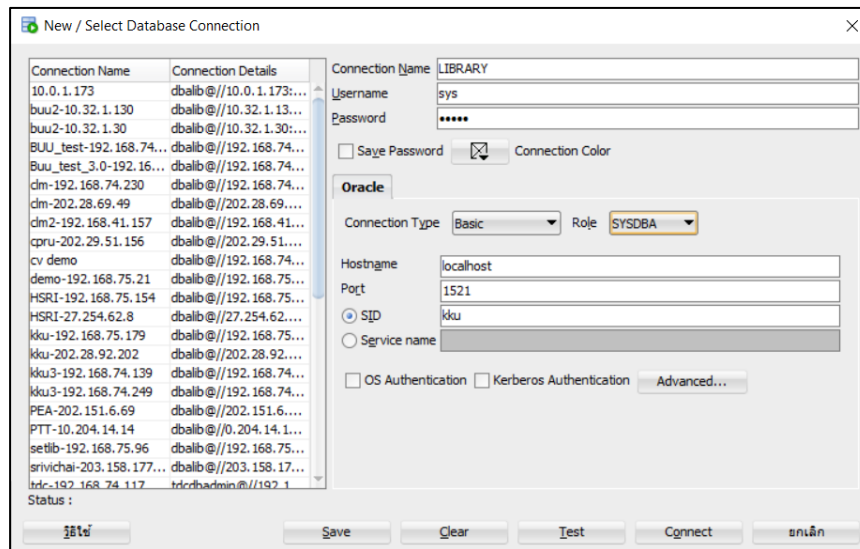 New / Select Database Connection
Connection Name Connection Details
10.0.1.173 dbalib@//10.0.1.173:...
buu2-10.32.1.130 dbalib@//10.32.1.13...
buu2-10.32.1.30 dbalib@//10.32.1.30:...
BUU_test-192.168.74... dbalib@//192.168.74...
Buu_test_3.0-192.16... dbalib@//192.168.74...
clm-192.168.74.230 dbalib@//192.168.74...
clm-202.28.69.49 dbalib@//202.28.69....
clm2-192.168.41.157 dbalib@//192.168.41...
cpru-202.29.51.156 dbalib@//202.29.51....
cv demo dbalib@//192.168.74...
demo-192.168.75.21 dbalib@//192.168.75...
HSRI-192.168.75.154 dbalib@//192.168.75...
HSRI-27.254.62.8 dbalib@//27.254.62....
kku-192.168.75.179 dbalib@//192.168.75...
kku-202.28.92.202 dbalib@//202.28.92....
kku3-192.168.74.139 dbalib@//192.168.74...
kku3-192.168.74.249 dbalib@//192.168.74...
PEA-202.151.6.69 dbalib@//202.151.6....
PTT-10.204.14.14 dbalib@//0.204.14.1...
setlib-192.168.75.96 dbalib@//192.168.75...
srivichai-203.158.177... dbalib@//203.158.17...
tdc-192.168.74.117 tdcdbadmin@//192.1...
Status :
Connection Name LIBRARY
Username sys
Password •••••
Save Password Connection Color
Oracle
Connection Type Basic Role SYSDBA
Hostname localhost
Port 1521
SID kku
Service name
OS Authentication Kerberos Authentication Advanced...
วิธีใช้ Save Clear Test Connect ยกเลิก